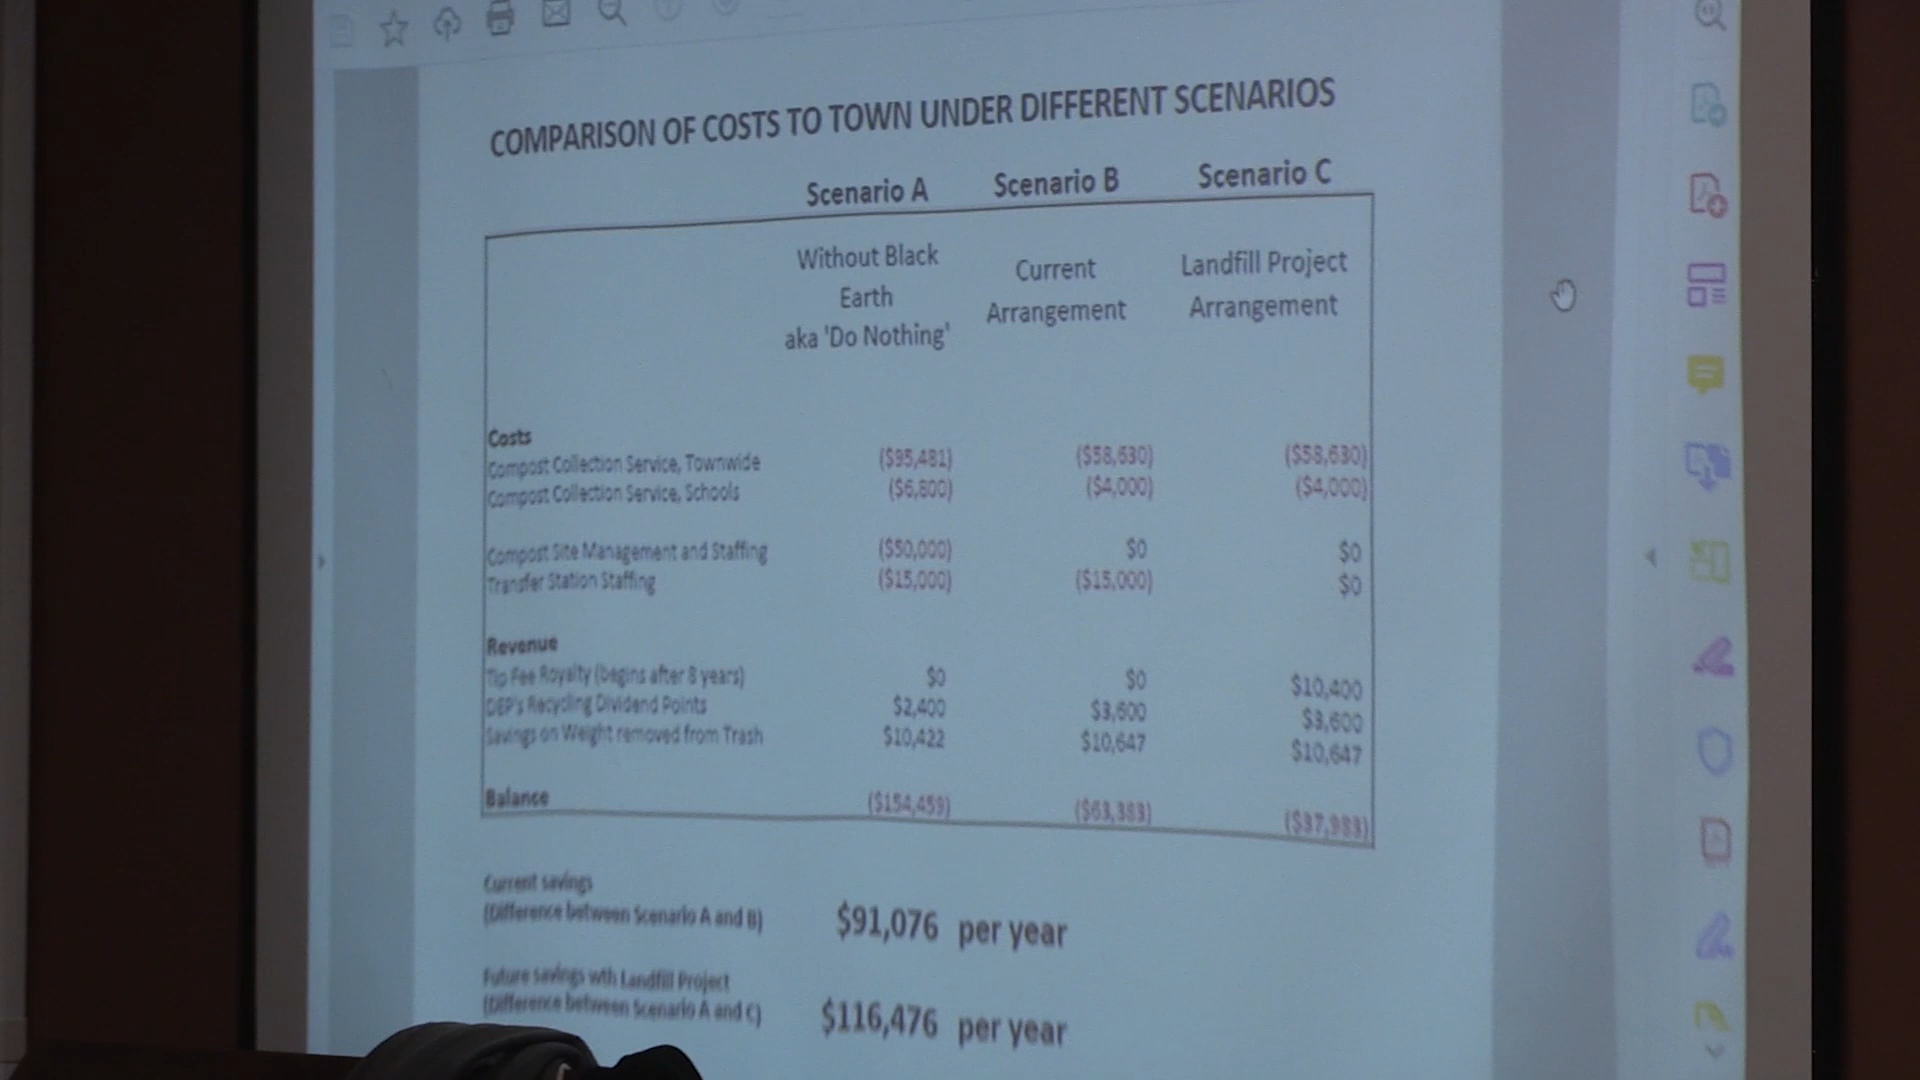 COMPARISON OF COSTS TO TOWN UNDER DIFFERENT SCENARIOS
Scenario A Scenario B Scenario C
Without Black Earth aka 'Do Nothing' Current Arrangement Landfill Project Arrangement
Costs
Compost Collection Service, Townwide ($95,481) ($58,630) ($58,630)
Compost Collection Service, Schools ($6,800) ($4,000) ($4,000)
Compost Site Management and Staffing ($50,000) $0 $0
Transfer Station Staffing ($15,000) ($15,000) $0
Revenue
Tip Fee Royalty (begins after 8 years) $0 $0 $10,400
DEP's Recycling Dividend Points $2,400 $3,600 $3,600
Savings on Weight removed from Trash $10,422 $10,647 $10,647
Balance ($154,459) ($63,383) ($37,983)
Current savings
(Difference between Scenario A and B) $91,076 per year
Future savings wth Landfill Project
(Difference between Scenario A and C) $116,476 per year